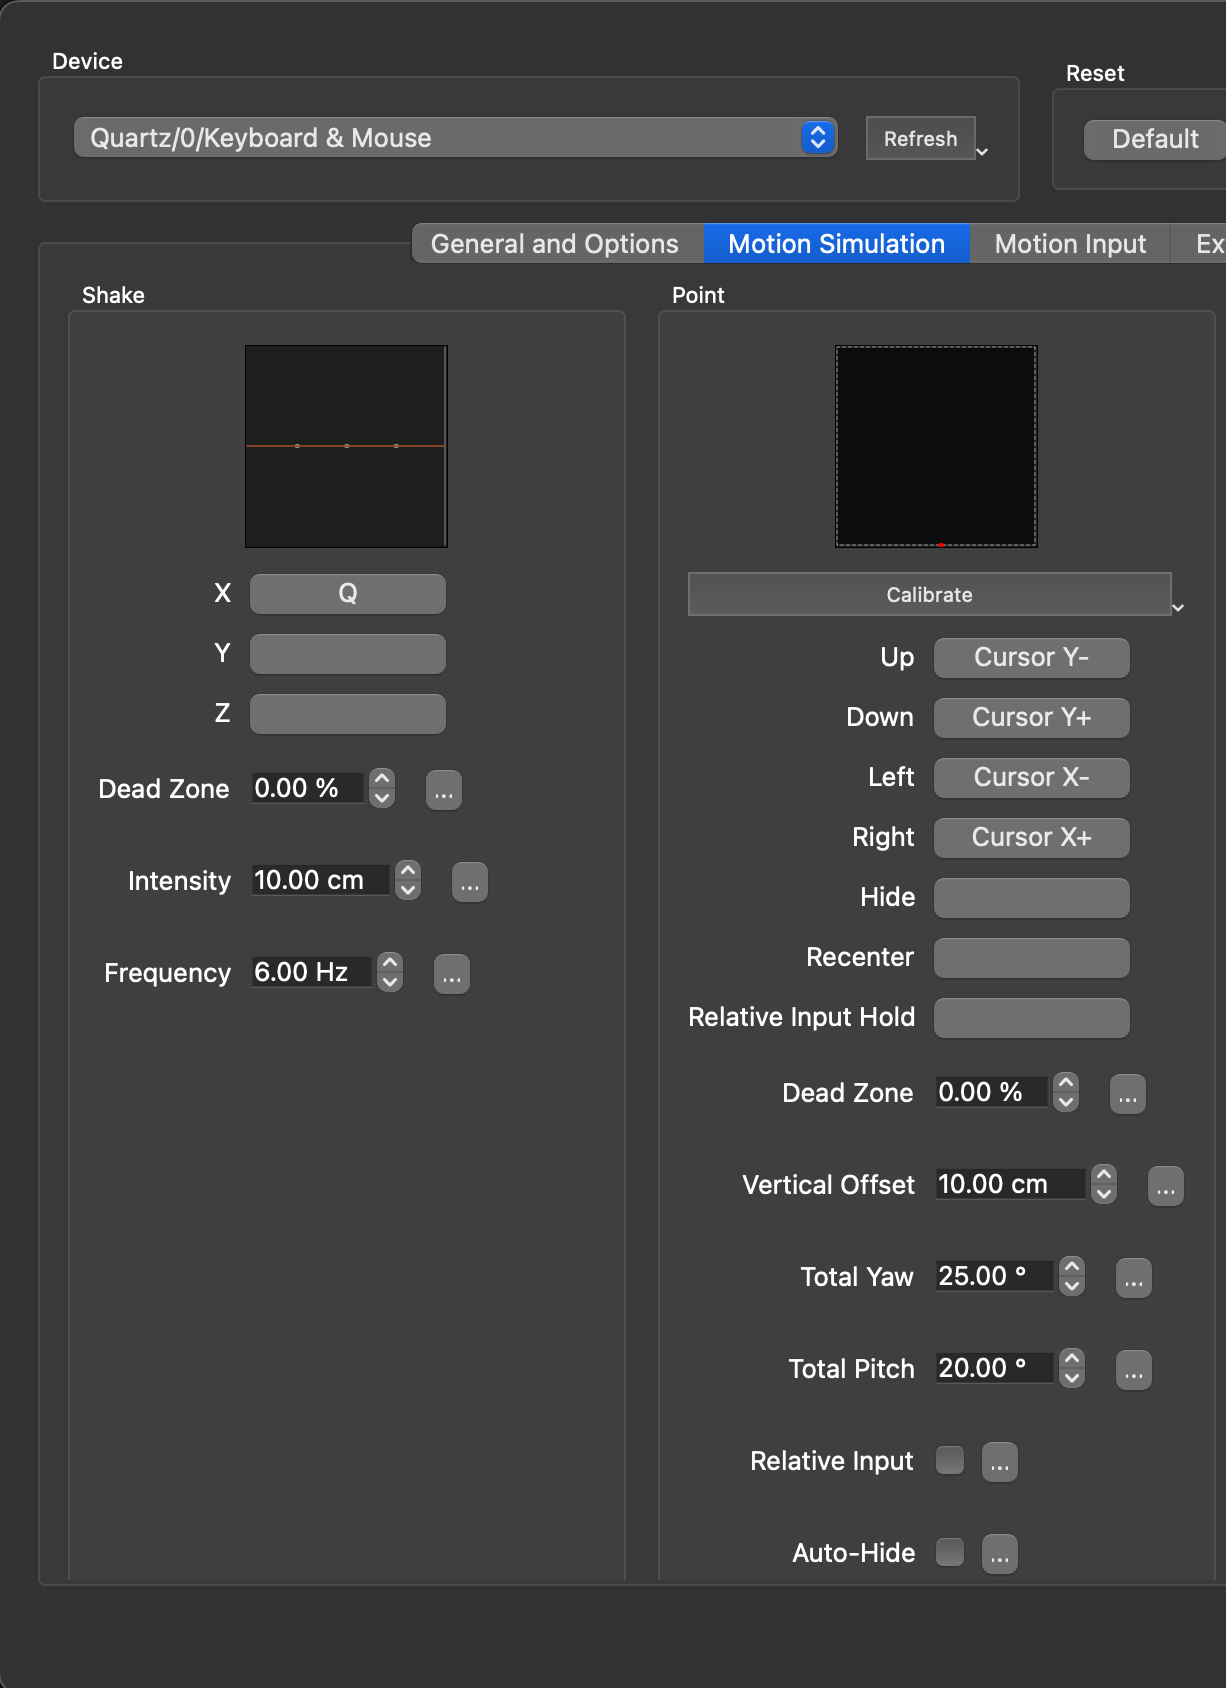 Device
Quartz/0/Keyboard & Mouse
Refresh
Reset
Default
General and Options
Motion Simulation
Motion Input
Ex
Shake
X
Q
Y
Z
Dead Zone
0.00 %
...
Intensity
10.00 cm
...
Frequency
6.00 Hz
...
Point
Calibrate
Up
Cursor Y-
Down
Cursor Y+
Left
Cursor X-
Right
Cursor X+
Hide
Recenter
Relative Input Hold
Dead Zone
0.00 %
...
Vertical Offset
10.00 cm
...
Total Yaw
25.00 °
...
Total Pitch
20.00 °
...
Relative Input
...
Auto-Hide
...